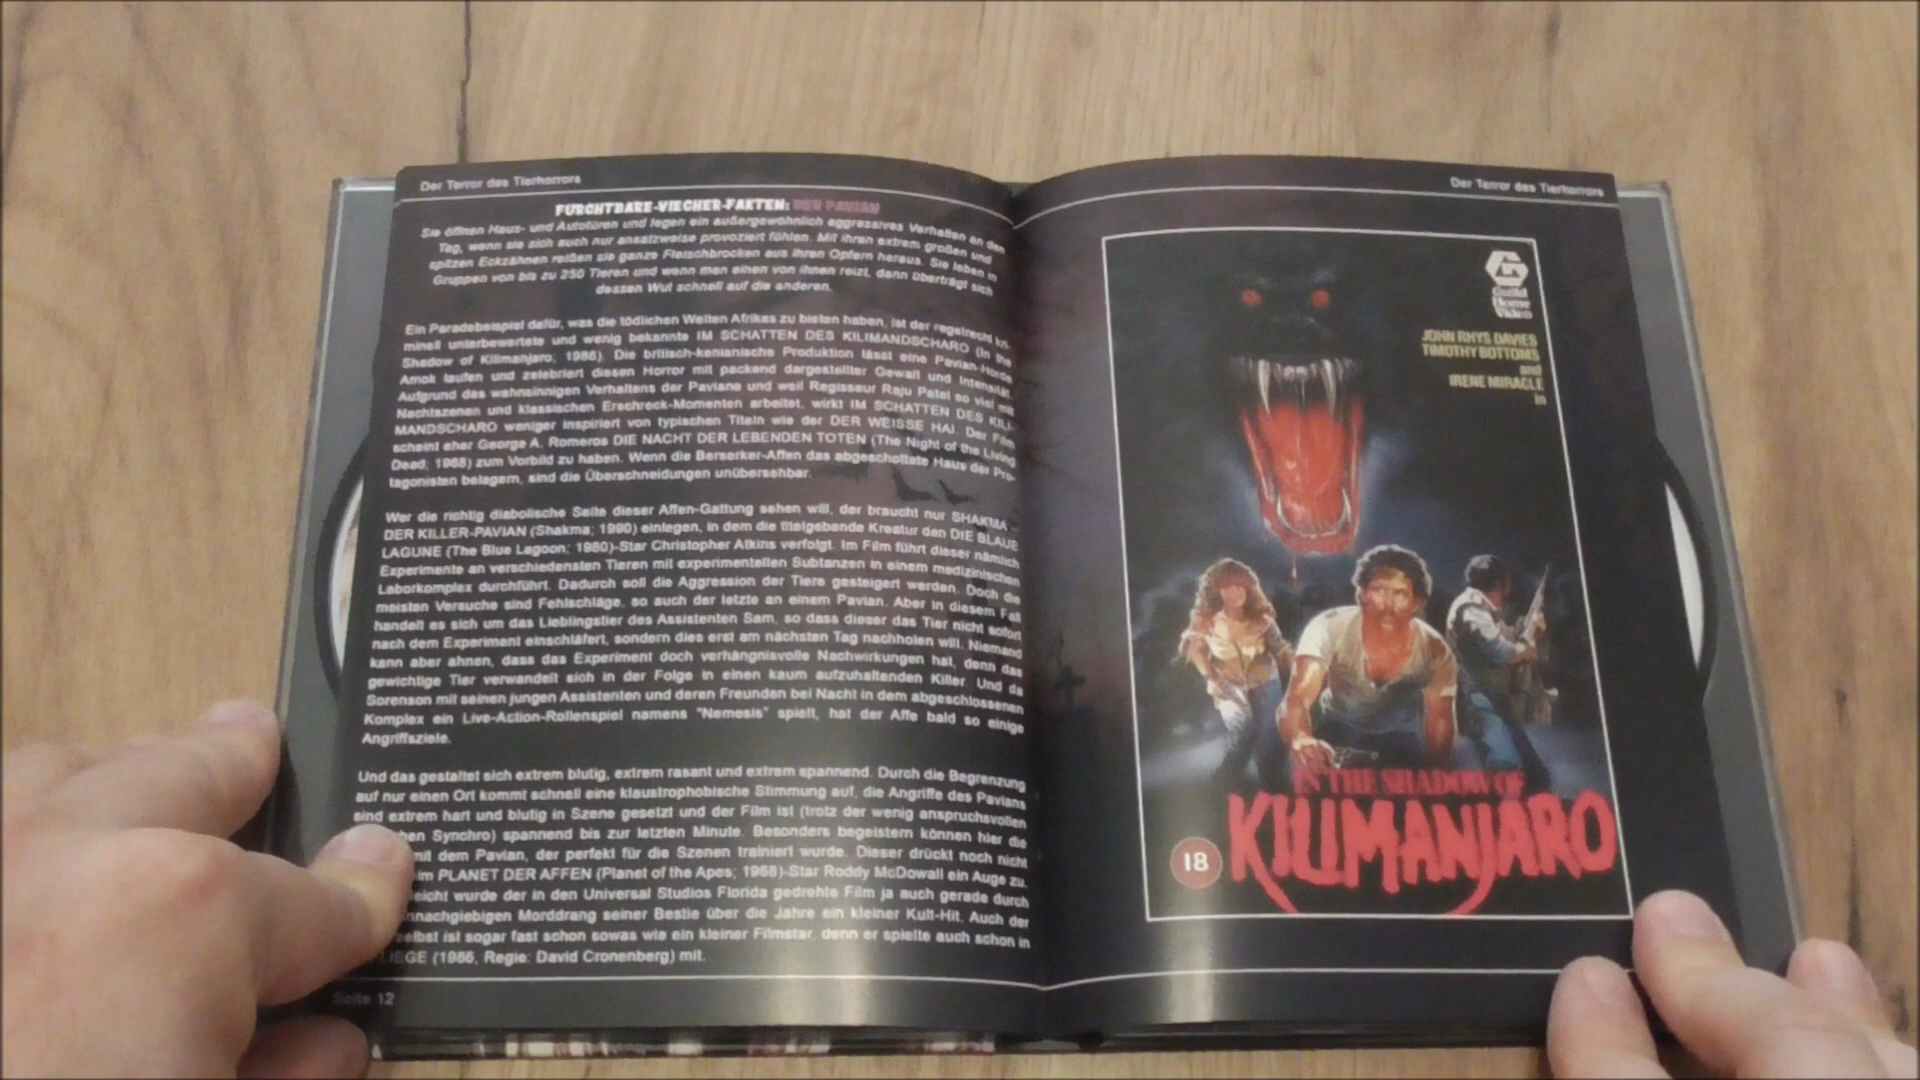 Der Terror des Tierhorrors
FURCHTBARE-VIECHER-FAKTEN: DER PAVIAN
Sie öffnen Haus- und Autotüren und legen ein außergewöhnlich aggressives Verhalten an den
Tag, wenn sie sich auch nur ansatzweise provoziert fühlen. Mit ihren extrem großen und
spitzen Eckzähnen reißen sie ganze Fleischbrocken aus ihren Opfern heraus. Sie leben in
Gruppen von bis zu 250 Tieren und wenn man einen von ihnen reizt, dann überträgt sich
dessen Wut schnell auf die anderen.
Ein Paradebeispiel dafür, was die tödlichen Welten Afrikas zu bieten haben, ist der regelrecht kri-
minell unterbewertete und wenig bekannte IM SCHATTEN DES KILIMANDSCHARO (In the
Shadow of Kilimanjaro; 1986). Die britisch-kenianische Produktion lässt eine Pavian-Horde
Amok laufen und zelebriert diesen Horror mit packend dargestellter Gewalt und Intensität.
Aufgrund des wahnsinnigen Verhaltens der Paviane und weil Regisseur Raju Patel so viel mit
Nachtszenen und klassischen Erschreck-Momenten arbeitet, wirkt IM SCHATTEN DES KILI-
MANDSCHARO weniger inspiriert von typischen Titeln wie der DER WEISSE HAI. Der Film
scheint eher George A. Romeros DIE NACHT DER LEBENDEN TOTEN (The Night of the Living
Dead; 1968) zum Vorbild zu haben. Wenn die Berserker-Affen das abgeschottete Haus der Pro-
tagonisten belagern, sind die Überschneidungen unübersehbar.
Wer die richtig diabolische Seite dieser Affen-Gattung sehen will, der braucht nur SHAKMA -
DER KILLER-PAVIAN (Shakma; 1990) einlegen, in dem die titelgebende Kreatur den DIE BLAUE
LAGUNE (The Blue Lagoon; 1980)-Star Christopher Atkins verfolgt. Im Film führt dieser nämlich
Experimente an verschiedensten Tieren mit experimentellen Subtanzen in einem medizinischen
Laborkomplex durchführt. Dadurch soll die Aggression der Tiere gesteigert werden. Doch die
meisten Versuche sind Fehlschläge, so auch der letzte an einem Pavian. Aber in diesem Fall
handelt es sich um das Lieblingstier des Assistenten Sam, so dass dieser das Tier nicht sofort
nach dem Experiment einschläfert, sondern dies erst am nächsten Tag nachholen will. Niemand
kann aber ahnen, dass das Experiment doch verhängnisvolle Nachwirkungen hat, denn das
gewichtige Tier verwandelt sich in der Folge in einen kaum aufzuhaltenden Killer. Und da
Sorenson mit seinen jungen Assistenten und deren Freunden bei Nacht in dem abgeschlossenen
Komplex ein Live-Action-Rollenspiel namens "Nemesis" spielt, hat der Affe bald so einige
Angriffsziele.
Und das gestaltet sich extrem blutig, extrem rasant und extrem spannend. Durch die Begrenzung
auf nur einen Ort kommt schnell eine klaustrophobische Stimmung auf, die Angriffe des Pavians
sind extrem hart und blutig in Szene gesetzt und der Film ist (trotz der wenig anspruchsvollen
hen Synchro) spannend bis zur letzten Minute. Besonders begeistern können hier die
mit dem Pavian, der perfekt für die Szenen trainiert wurde. Dieser drückt noch nicht
im PLANET DER AFFEN (Planet of the Apes; 1968)-Star Roddy McDowall ein Auge zu.
eicht wurde der in den Universal Studios Florida gedrehte Film ja auch gerade durch
nnachgiebigen Morddrang seiner Bestie über die Jahre ein kleiner Kult-Hit. Auch der
selbst ist sogar fast schon sowas wie ein kleiner Filmstar, denn er spielte auch schon in
LIEGE (1986, Regie: David Cronenberg) mit.
Seite 12
Der Terror des Tierhorrors
Guild
Home
Video
JOHN RHYS DAVIES
TIMOTHY BOTTOMS
and
IRENE MIRACLE
in
IN THE SHADOW OF
KILIMANJARO
18